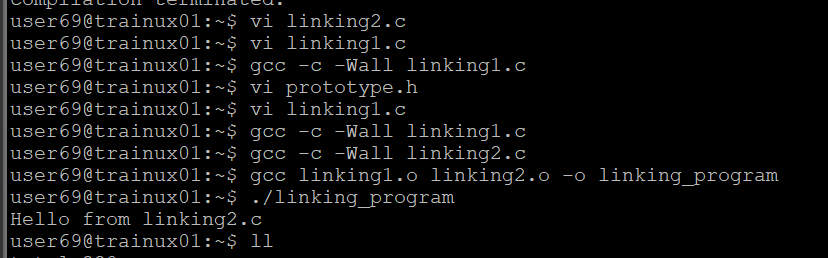 compilation terminated.
user69@trainux01:~$ vi linking2.c
user69@trainux01:~$ vi linking1.c
user69@trainux01:~$ gcc -c -Wall linking1.c
user69@trainux01:~$ vi prototype.h
user69@trainux01:~$ vi linking1.c
user69@trainux01:~$ gcc -c -Wall linking1.c
user69@trainux01:~$ gcc -c -Wall linking2.c
user69@trainux01:~$ gcc linking1.o linking2.o -o linking_program
user69@trainux01:~$ ./linking_program
Hello from linking2.c
user69@trainux01:~$ ll